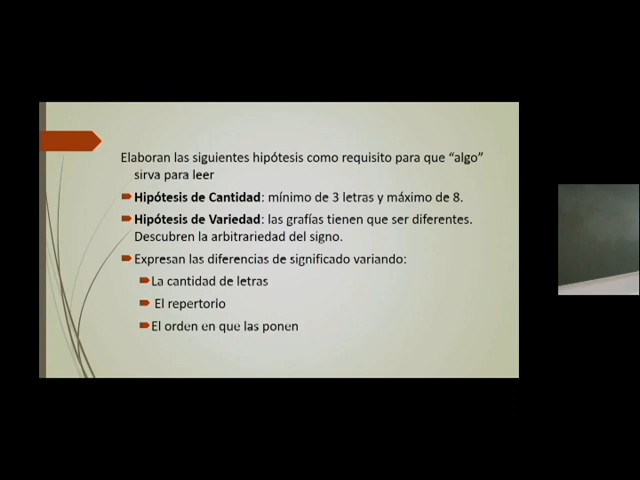 Elaboran las siguientes hipótesis como requisito para que “algo”
sirva para leer
Hipótesis de Cantidad: mínimo de 3 letras y máximo de 8.
Hipótesis de Variedad: las grafías tienen que ser diferentes.
Descubren la arbitrariedad del signo.
Expresan las diferencias de significado variando:
La cantidad de letras
El repertorio
El orden en que las ponen